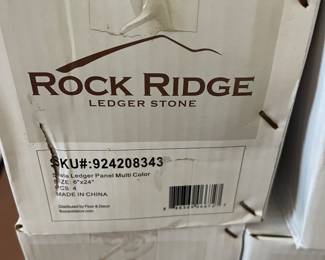 ROCK RIDGE
LEDGER STONE
SKU#:924208343
Slate Ledger Panel Multi Color
SIZE: 6"x24"
PCS: 4
MADE IN CHINA
Distributed by Floor & Decor